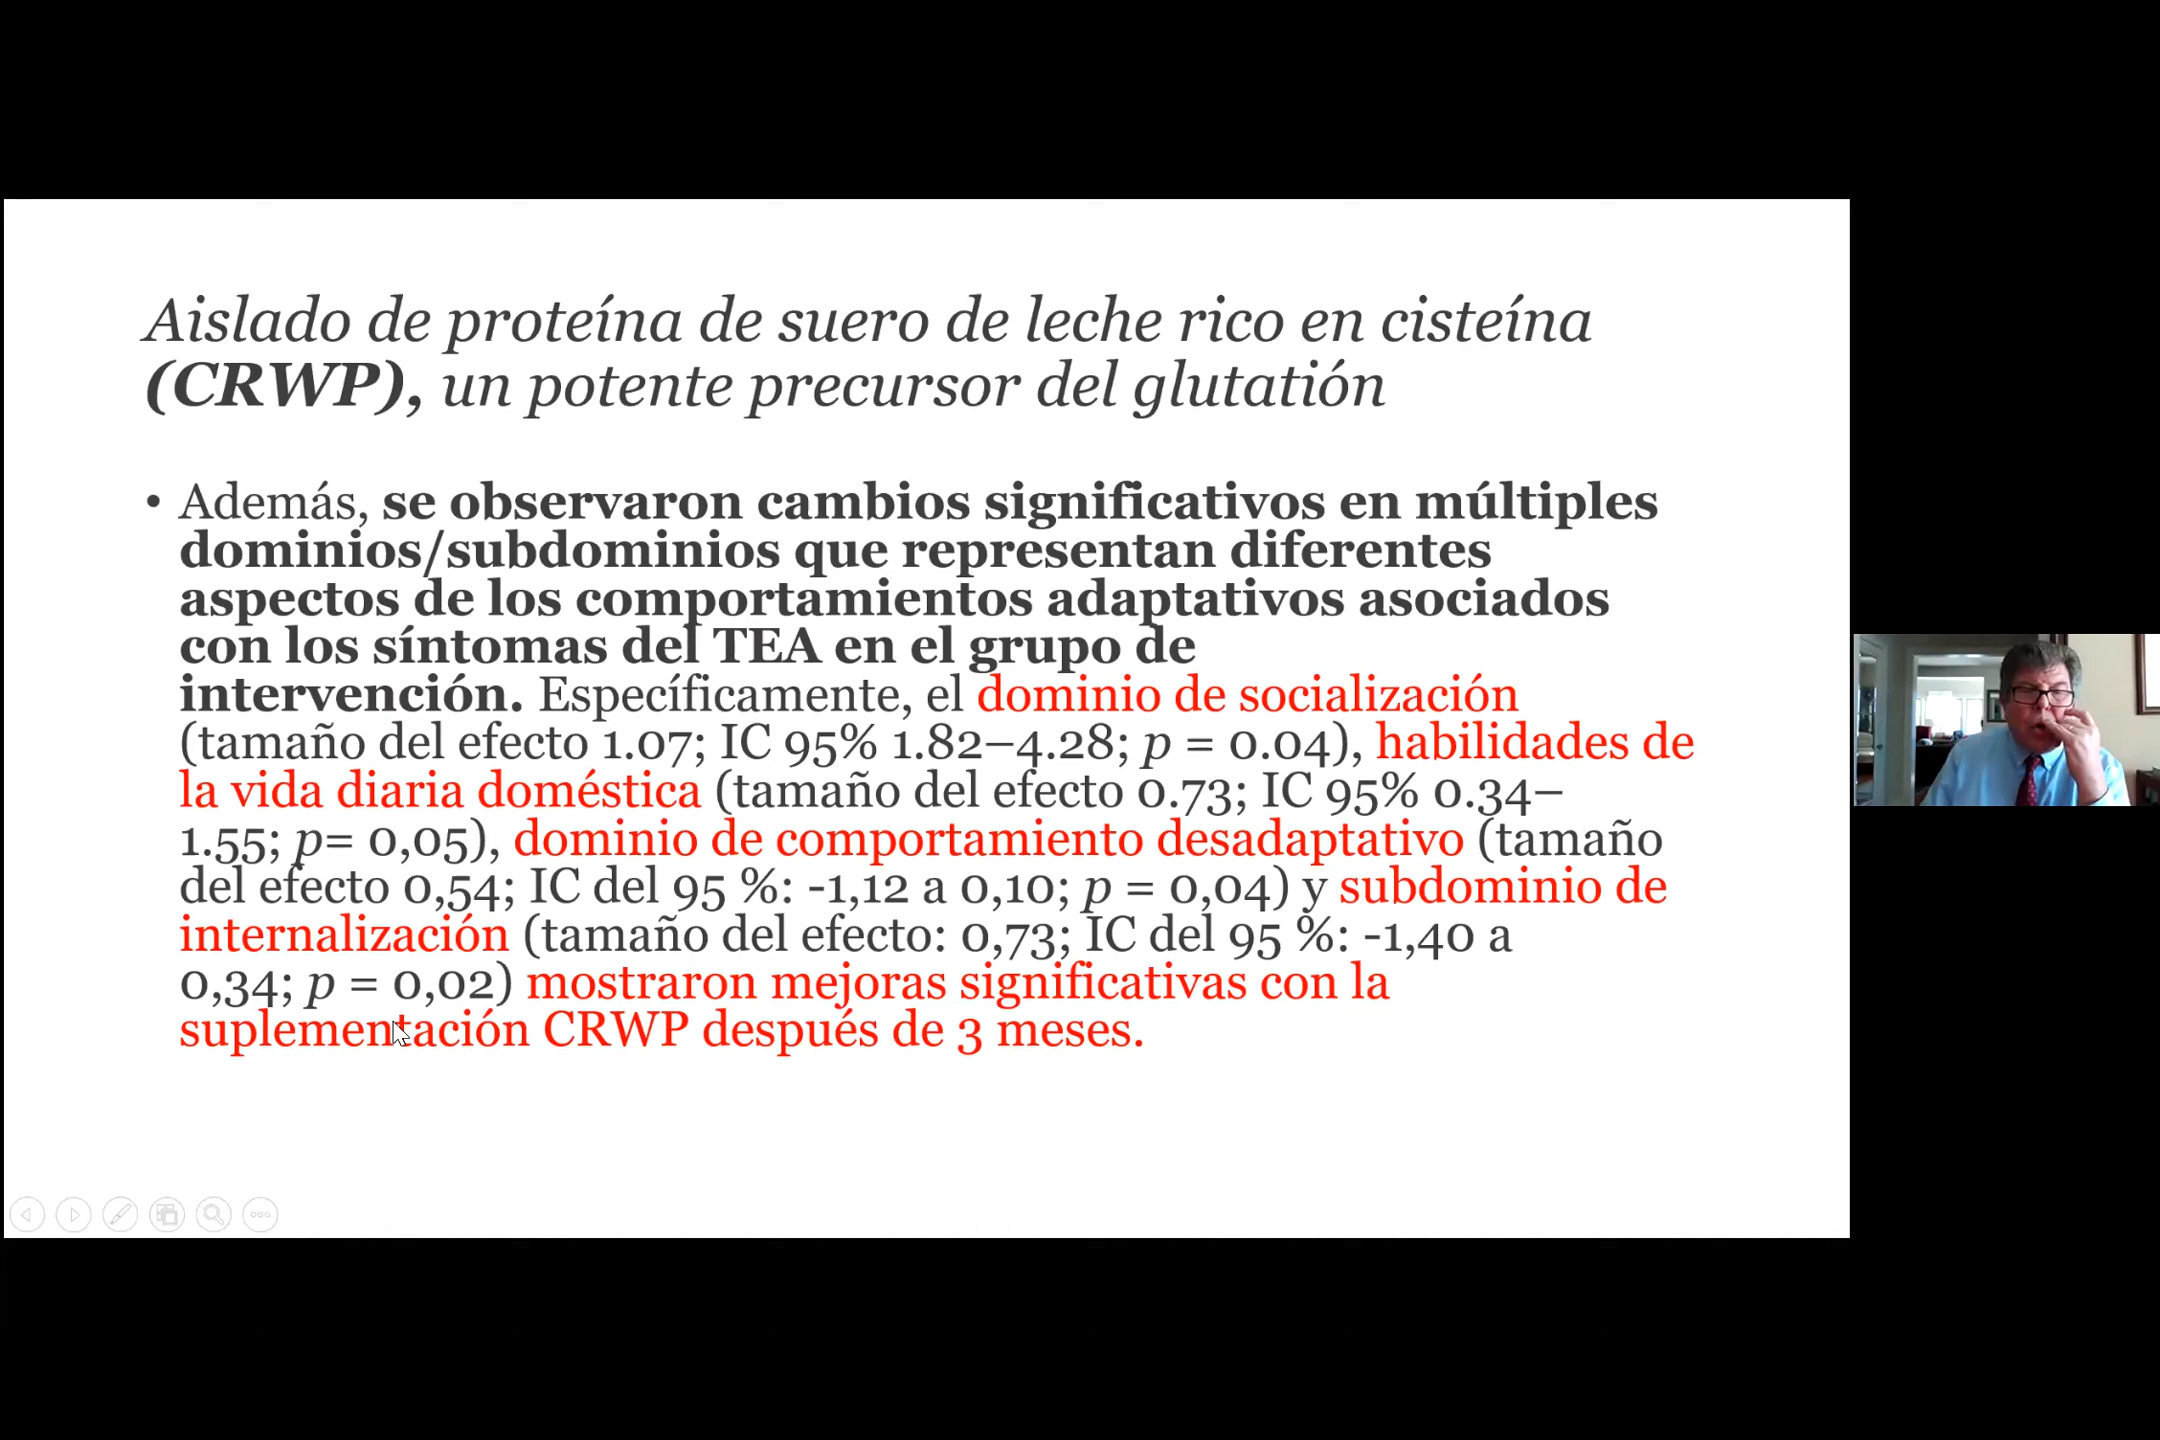 Aislado de proteína de suero de leche rico en cisteína
(CRWP), un potente precursor del glutatión
• Además, se observaron cambios significativos en múltiples
dominios/subdominios que representan diferentes
aspectos de los comportamientos adaptativos asociados
con los síntomas del TEA en el grupo de
intervención. Específicamente, el dominio de socialización
(tamaño del efecto 1.07; IC 95% 1.82–4.28; p = 0.04), habilidades de
la vida diaria doméstica (tamaño del efecto 0.73; IC 95% 0.34–
1.55; p= 0,05), dominio de comportamiento desadaptativo (tamaño
del efecto 0,54; IC del 95 %: -1,12 a 0,10; p = 0,04) y subdominio de
internalización (tamaño del efecto: 0,73; IC del 95 %: -1,40 a
0,34; p = 0,02) mostraron mejoras significativas con la
suplementación CRWP después de 3 meses.